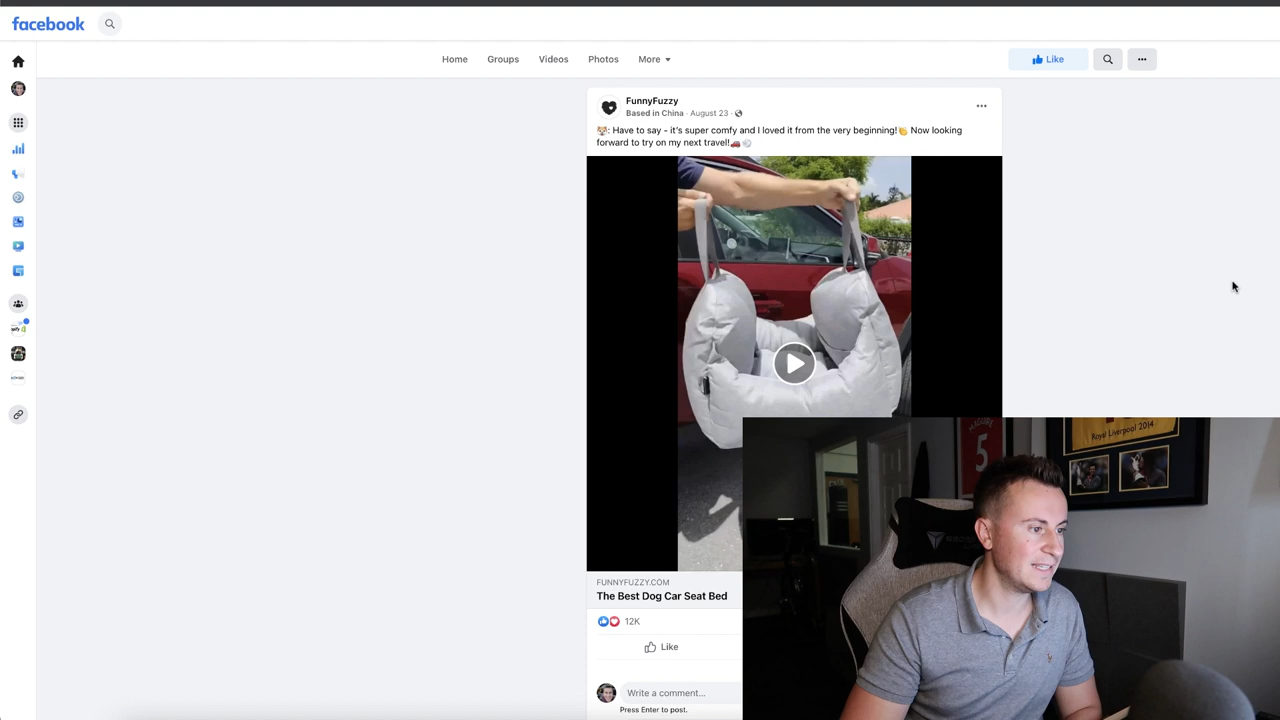 facebook
Home
Groups
Videos
Photos
More
Like
FunnyFuzzy
Based in China · August 23 ·
🐯: Have to say - it's super comfy and I loved it from the very beginning!👏 Now looking
forward to try on my next travel!🚗💨
FUNNYFUZZY.COM
The Best Dog Car Seat Bed
12K
Like
Write a comment...
Press Enter to post.
MAGUIRE
5
Royal Liverpool 2014